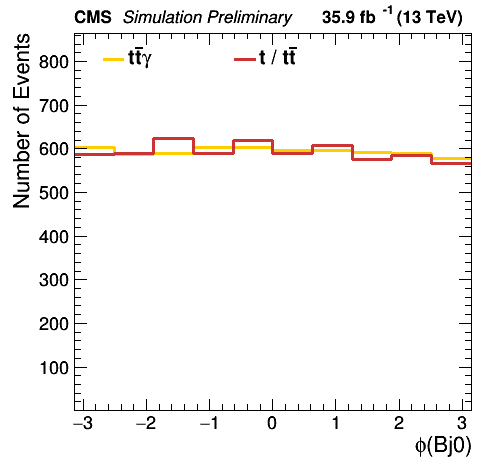 CMS Simulation Preliminary 35.9 fb⁻¹ (13 TeV)
tt̄γ t / tt̄
Number of Events
800
700
600
500
400
300
200
100
−3 −2 −1 0 1 2 3
ϕ(Bj0)